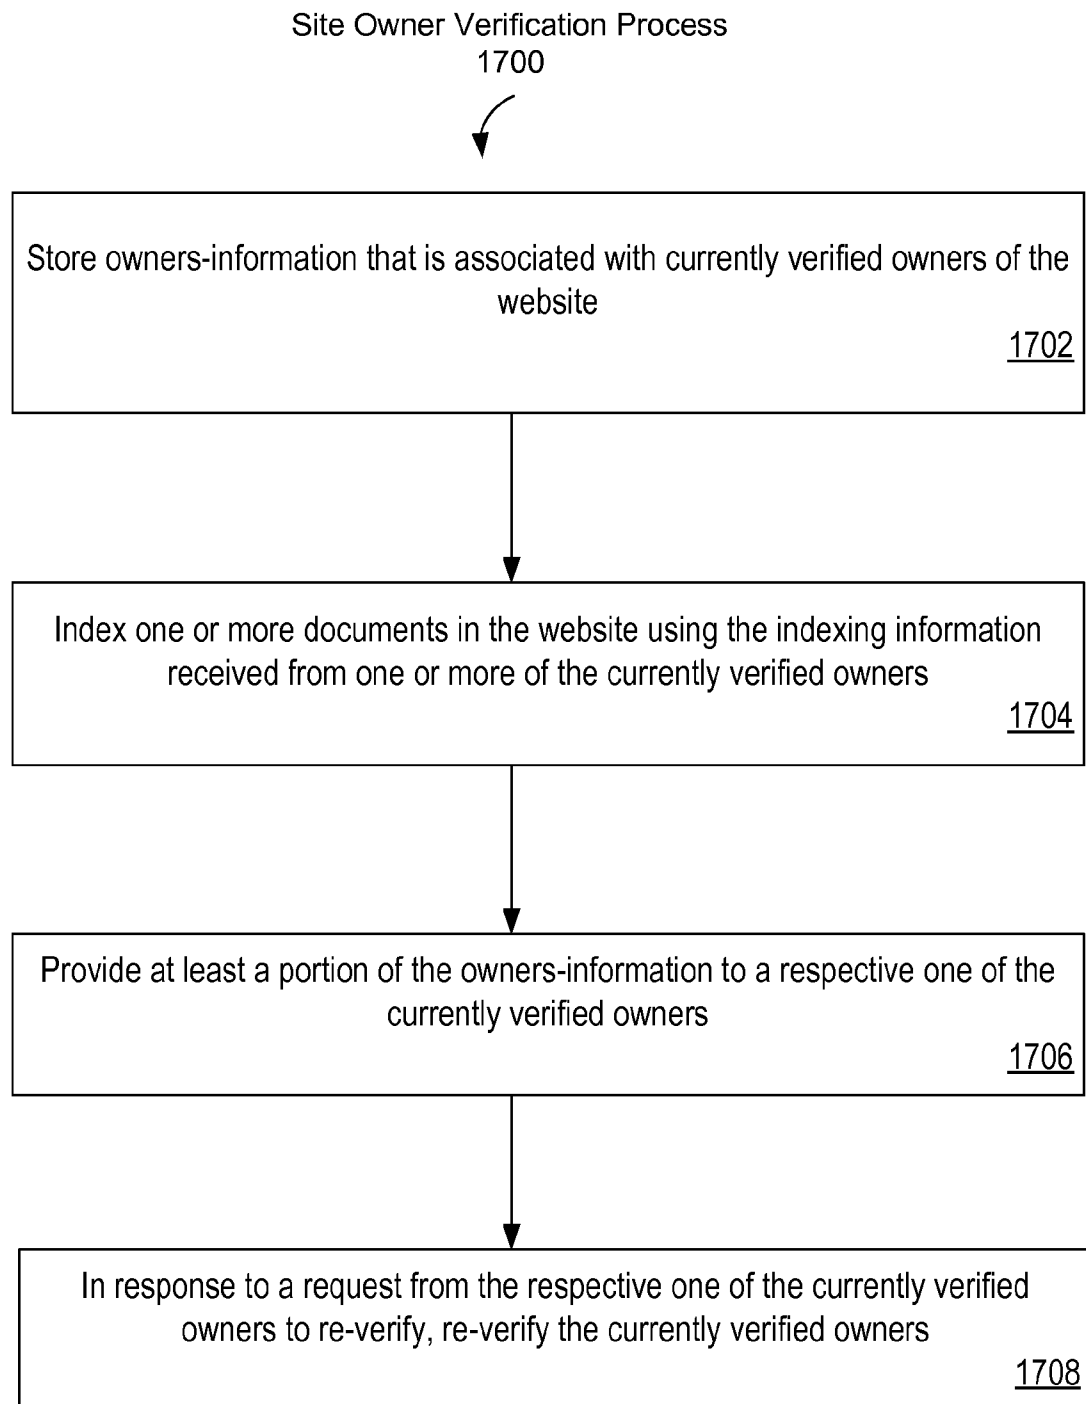 Site Owner Verification Process
1700
Store owners-information that is associated with currently verified owners of the
website
1702
Index one or more documents in the website using the indexing information
received from one or more of the currently verified owners
1704
Provide at least a portion of the owners-information to a respective one of the
currently verified owners
1706
In response to a request from the respective one of the currently verified
owners to re-verify, re-verify the currently verified owners
1708